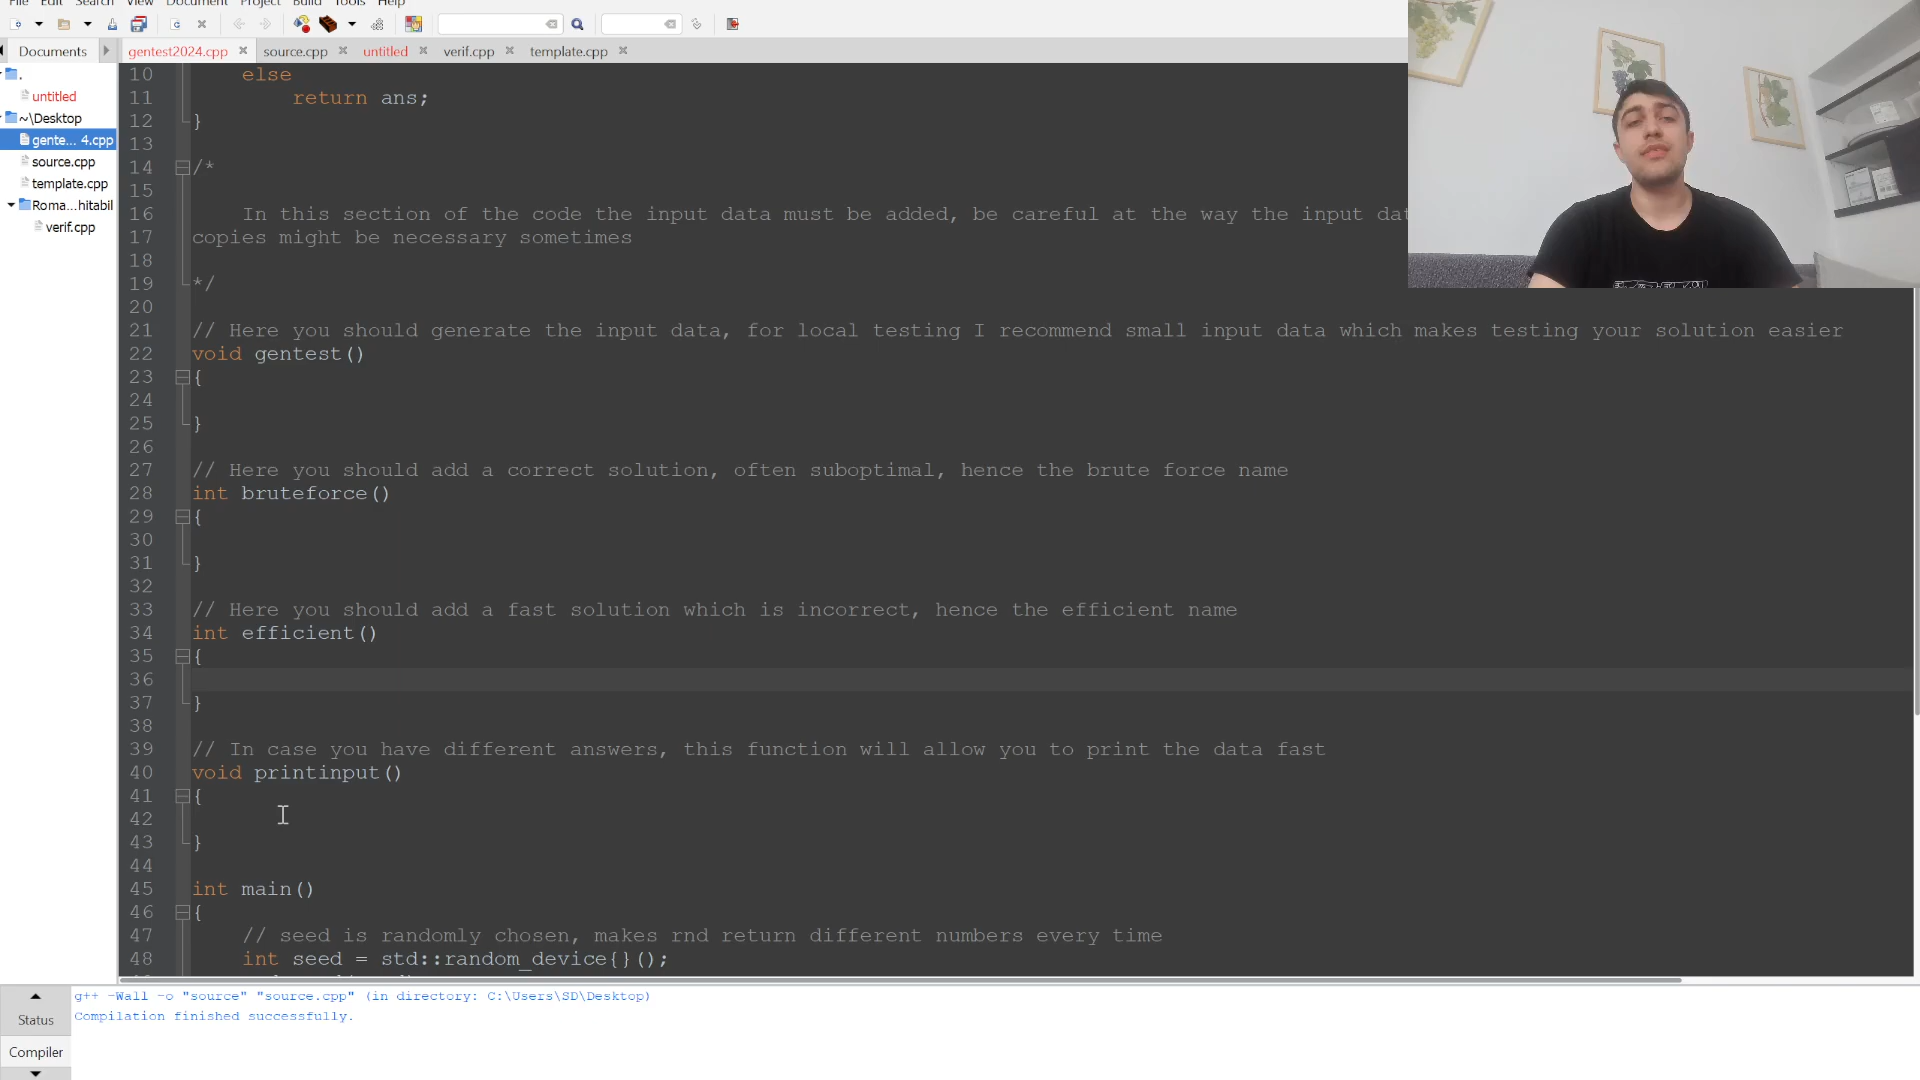 File Edit Search View Document Project Build Tools Help
Documents gentest2024.cpp source.cpp untitled verif.cpp template.cpp
.
untitled
~\Desktop
gente... 4.cpp
source.cpp
template.cpp
Roma...hitabil
verif.cpp
10 else
11 return ans;
12 }
13
14 /*
15
16 In this section of the code the input data must be added, be careful at the way the input dat
17 copies might be necessary sometimes
18
19 */
20
21 // Here you should generate the input data, for local testing I recommend small input data which makes testing your solution easier
22 void gentest()
23 {
24
25 }
26
27 // Here you should add a correct solution, often suboptimal, hence the brute force name
28 int bruteforce()
29 {
30
31 }
32
33 // Here you should add a fast solution which is incorrect, hence the efficient name
34 int efficient()
35 {
36
37 }
38
39 // In case you have different answers, this function will allow you to print the data fast
40 void printinput()
41 {
42
43 }
44
45 int main()
46 {
47 // seed is randomly chosen, makes rnd return different numbers every time
48 int seed = std::random_device{}();
Status
Compiler
g++ -Wall -o "source" "source.cpp" (in directory: C:\Users\SD\Desktop)
Compilation finished successfully.